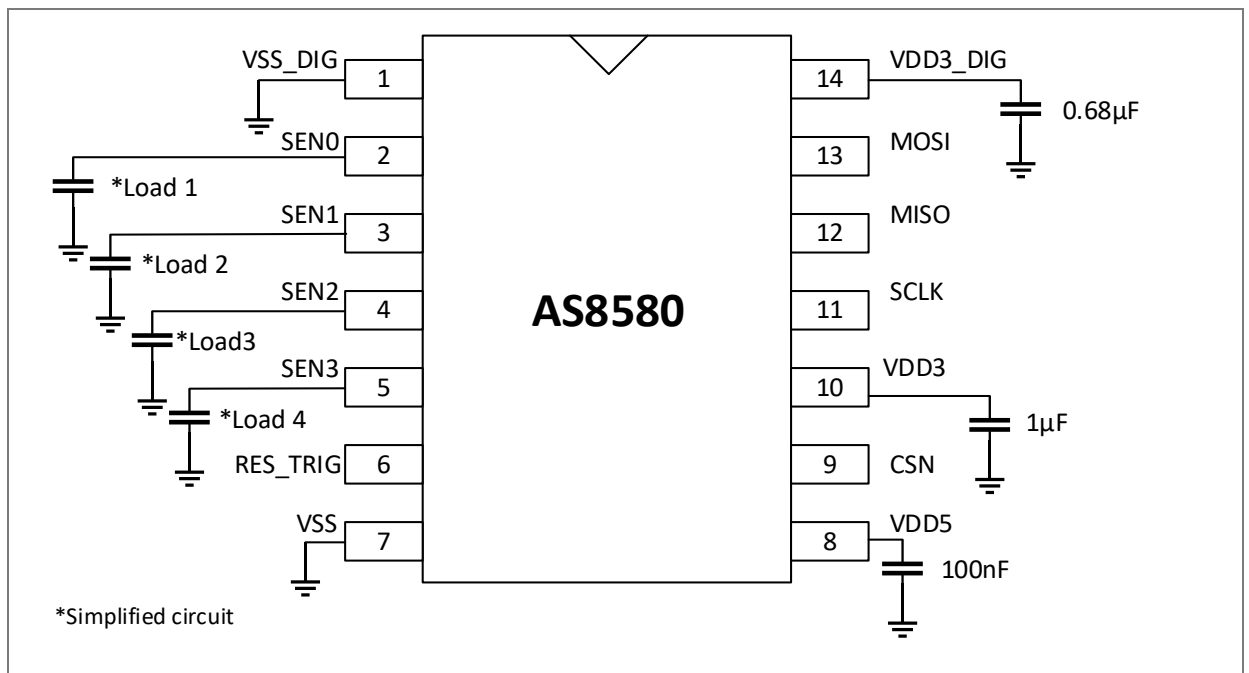 VSS_DIG
1
14
VDD3_DIG
0.68µF
SEN0
2
13
MOSI
*Load 1
SEN1
3
12
MISO
*Load 2
SEN2
4
AS8580
11
SCLK
*Load3
SEN3
5
10
VDD3
*Load 4
1µF
RES_TRIG
6
9
CSN
VSS
7
8
VDD5
100nF
*Simplified circuit